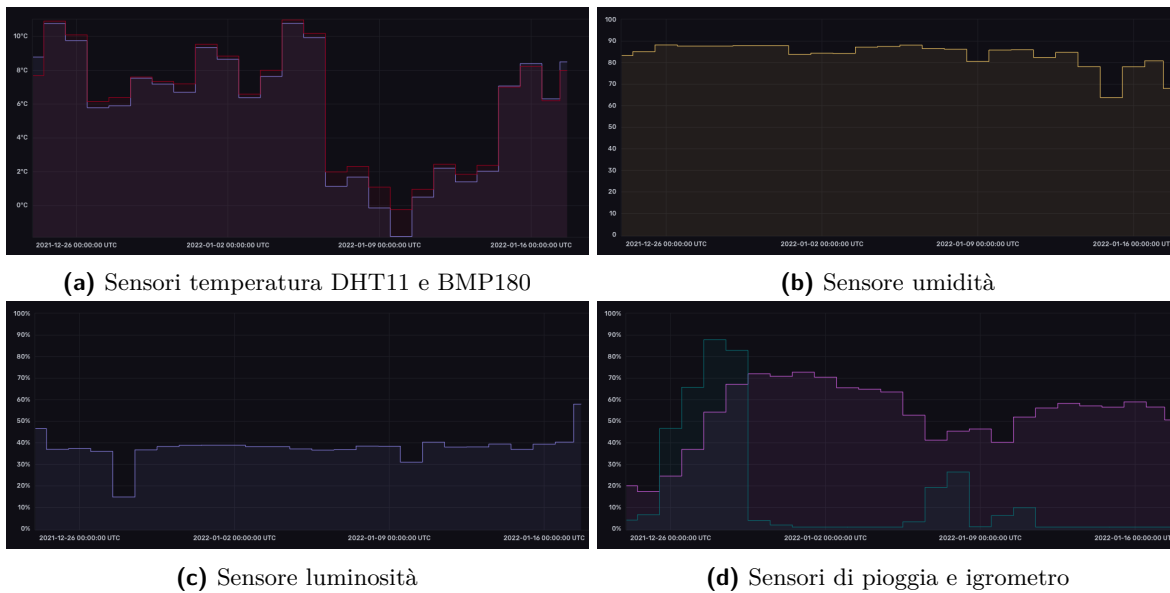 10°C
8°C
6°C
4°C
2°C
0°C
2021-12-26 00:00:00 UTC 2022-01-02 00:00:00 UTC 2022-01-09 00:00:00 UTC 2022-01-16 00:00:00 UTC
(a) Sensori temperatura DHT11 e BMP180
100
90
80
70
60
50
40
30
20
10
0
2021-12-26 00:00:00 UTC 2022-01-02 00:00:00 UTC 2022-01-09 00:00:00 UTC 2022-01-16 00:00:00 UT
(b) Sensore umidità
100%
90%
80%
70%
60%
50%
40%
30%
20%
10%
0%
2021-12-26 00:00:00 UTC 2022-01-02 00:00:00 UTC 2022-01-09 00:00:00 UTC 2022-01-16 00:00:00 UTC
(c) Sensore luminosità
100%
90%
80%
70%
60%
50%
40%
30%
20%
10%
0%
2021-12-26 00:00:00 UTC 2022-01-02 00:00:00 UTC 2022-01-09 00:00:00 UTC 2022-01-16 00:00:00 UTC
(d) Sensori di pioggia e igrometro